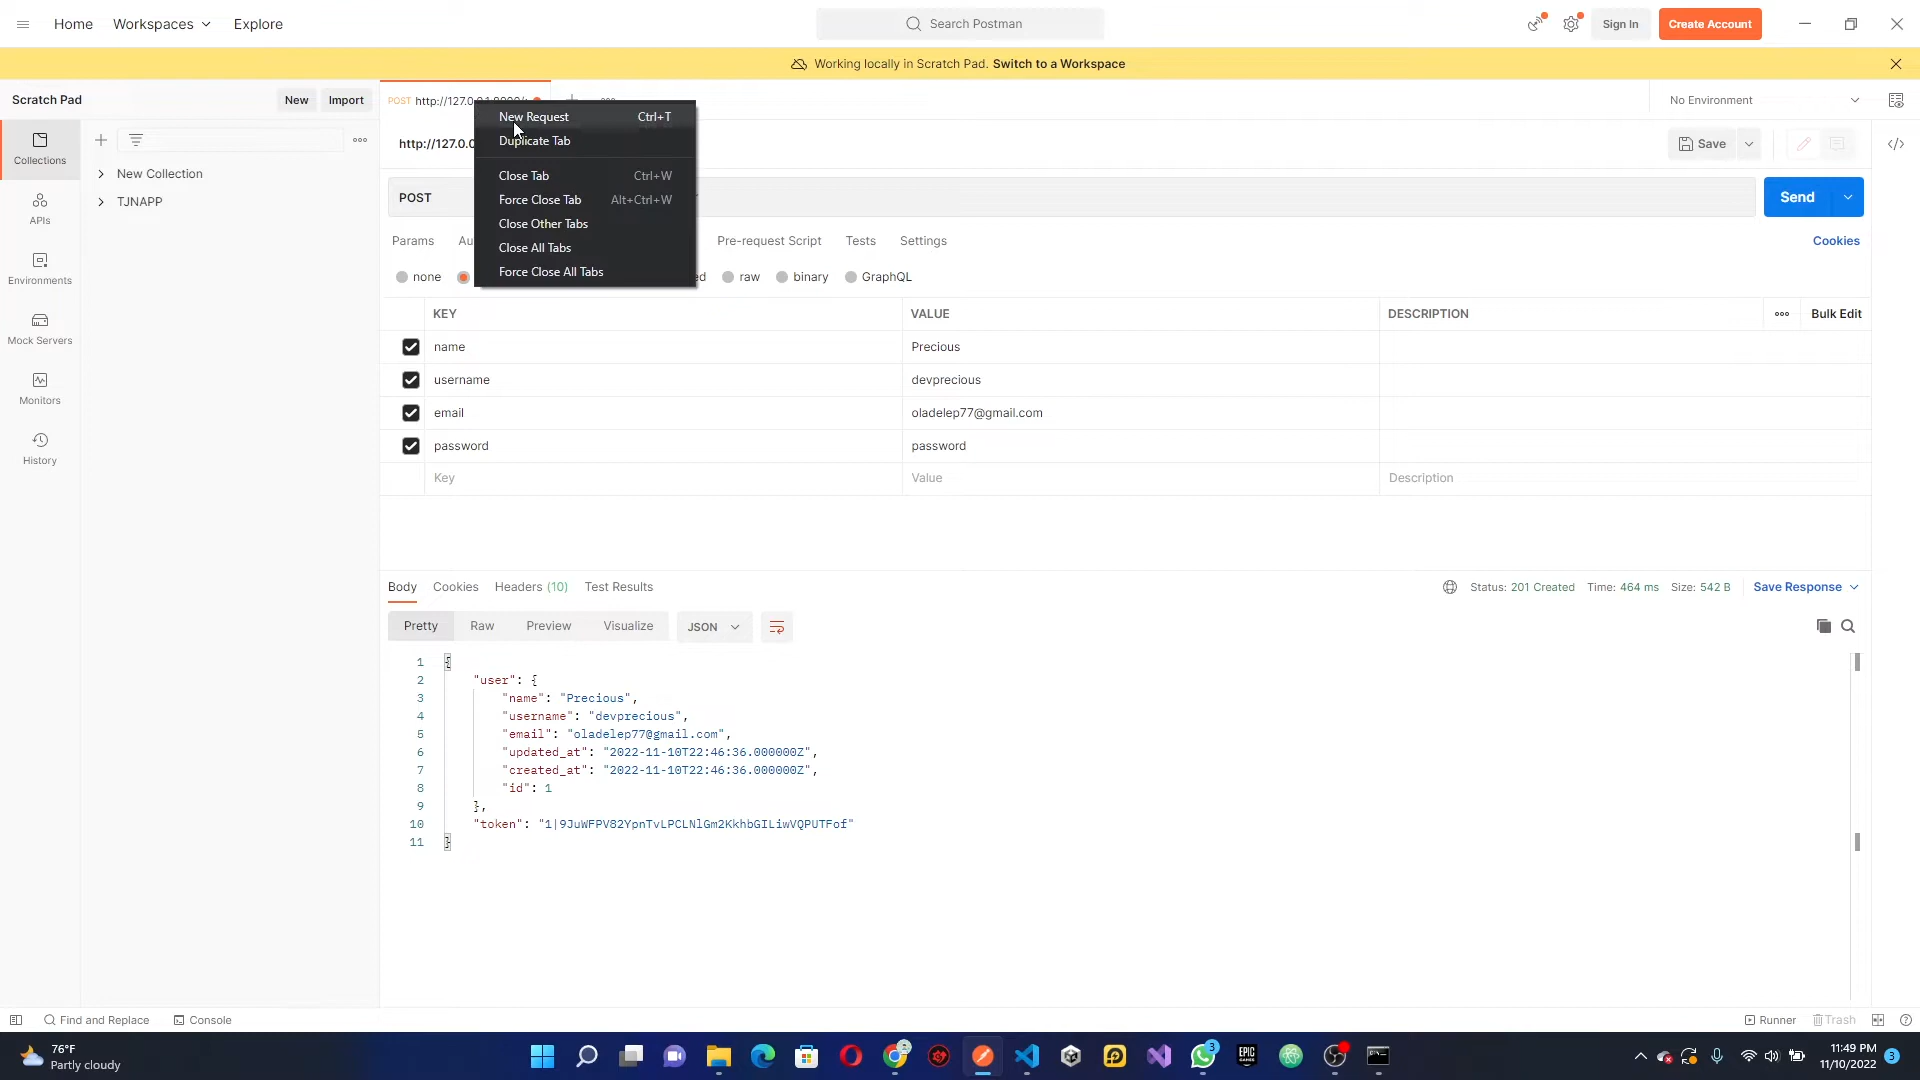 Home Workspaces Explore
Search Postman
Sign In Create Account
Working locally in Scratch Pad. Switch to a Workspace
Scratch Pad New Import
POST
No Environment
New Request Ctrl+T
Duplicate Tab
Close Tab Ctrl+W
Force Close Tab Alt+Ctrl+W
Close Other Tabs
Close All Tabs
Force Close All Tabs
Save
Collections
New Collection
TJNAPP
APIs
Environments
Mock Servers
Monitors
History
POST
Send
Params Pre-request Script Tests Settings Cookies
none raw binary GraphQL
KEY VALUE DESCRIPTION Bulk Edit
name Precious
username devprecious
email oladelep77@gmail.com
password password
Key Value Description
Body Cookies Headers (10) Test Results Status: 201 Created Time: 464 ms Size: 542 B Save Response
Pretty Raw Preview Visualize JSON
1 {
2 "user": {
3 "name": "Precious",
4 "username": "devprecious",
5 "email": "oladelep77@gmail.com",
6 "updated_at": "2022-11-10T22:46:36.000000Z",
7 "created_at": "2022-11-10T22:46:36.000000Z",
8 "id": 1
9 },
10 "token": "1|9JuWFPV82YpnTvLPCLNlGm2KkhbGILiwVQPUTFof"
11 }
Find and Replace Console Runner Trash
76°F
Partly cloudy
3
EPIC
GAMES
11:49 PM
11/10/2022
3